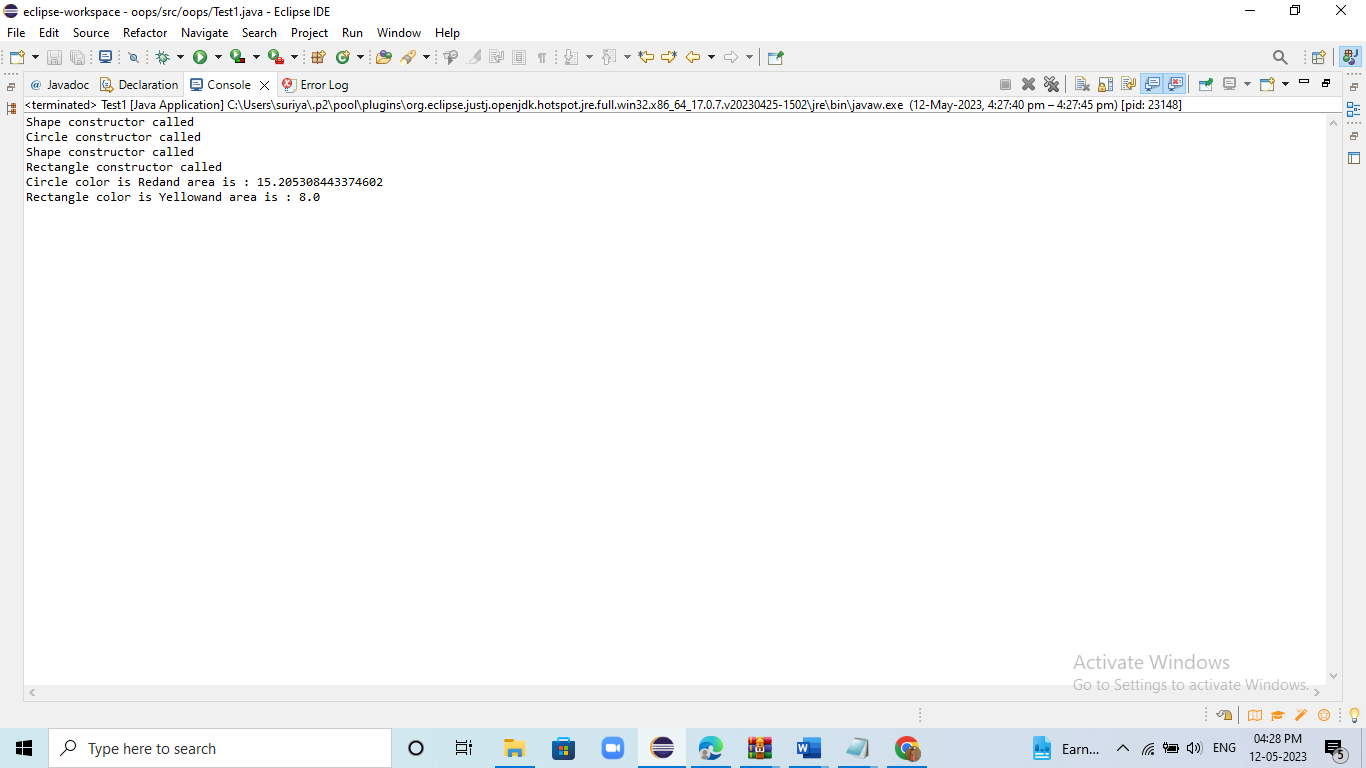 eclipse-workspace - oops/src/oops/Test1.java - Eclipse IDE
File Edit Source Refactor Navigate Search Project Run Window Help
@ Javadoc Declaration Console Error Log
<terminated> Test1 [Java Application] C:\Users\suriya\.p2\pool\plugins\org.eclipse.justj.openjdk.hotspot.jre.full.win32.x86_64_17.0.7.v20230425-1502\jre\bin\javaw.exe (12-May-2023, 4:27:40 pm – 4:27:45 pm) [pid: 23148]
Shape constructor called
Circle constructor called
Shape constructor called
Rectangle constructor called
Circle color is Redand area is : 15.205308443374602
Rectangle color is Yellowand area is : 8.0
Activate Windows
Go to Settings to activate Windows.
Type here to search
Earn...
ENG
04:28 PM
12-05-2023
5